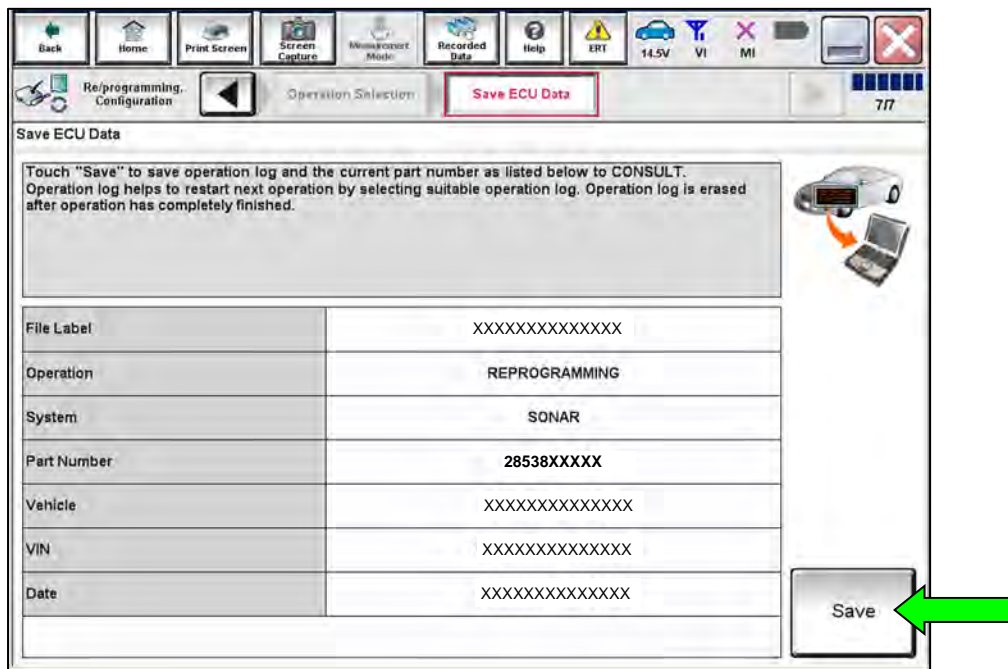 Back Home Print Screen Screen Capture Measurement Mode Recorded Data Help ERT 14.5V VI MI
Re/programming, Configuration Operation Selection Save ECU Data 7/7
Save ECU Data
Touch "Save" to save operation log and the current part number as listed below to CONSULT.
Operation log helps to restart next operation by selecting suitable operation log. Operation log is erased
after operation has completely finished.
File Label XXXXXXXXXXXXXX
Operation REPROGRAMMING
System SONAR
Part Number 28538XXXXX
Vehicle XXXXXXXXXXXXXX
VIN XXXXXXXXXXXXXX
Date XXXXXXXXXXXXXX
Save